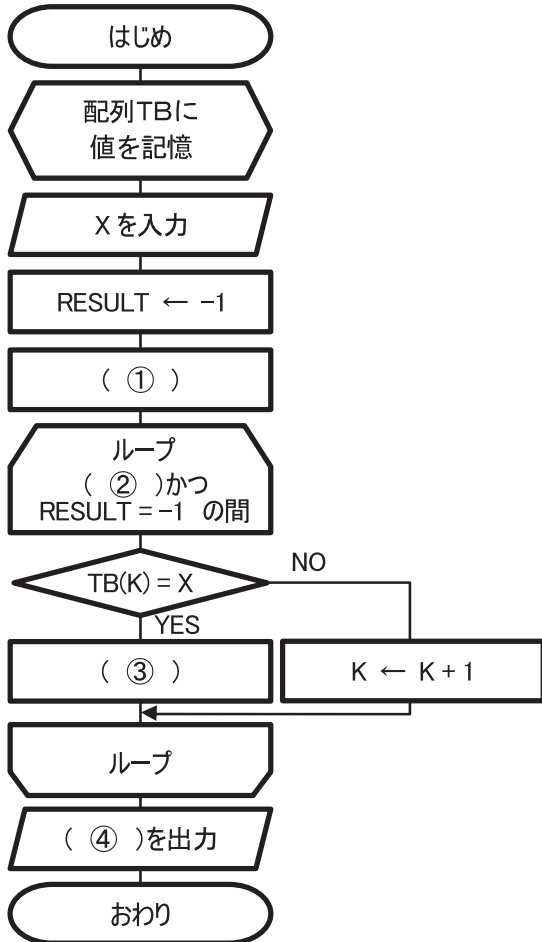 はじめ
配列TBに
値を記憶
Xを入力
RESULT ← -1
( ① )
ループ
( ② )かつ
RESULT = -1 の間
TB(K) = X
NO
YES
( ③ )
K ← K + 1
ループ
( ④ )を出力
おわり